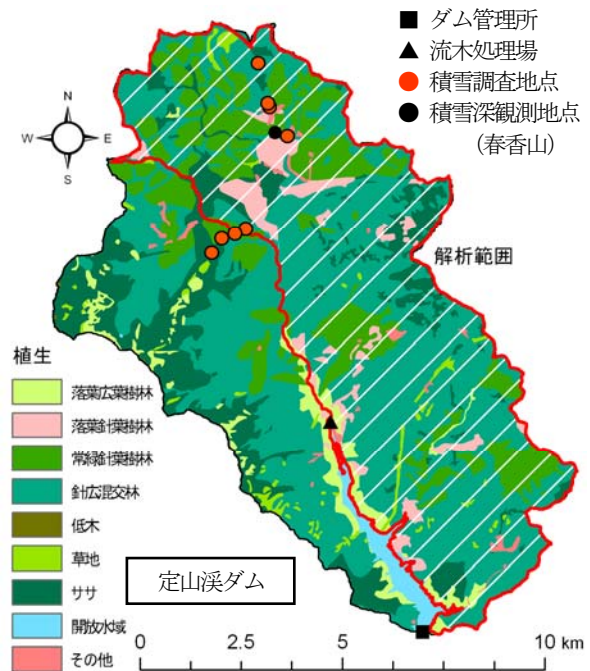 ダム管理所
流木処理場
積雪調査地点
積雪深観測地点
(春香山)
N
W E
S
解析範囲
植生
落葉広葉樹林
落葉針葉樹林
常緑針葉樹林
針広混交林
低木
草地
ササ
開放水域
その他
定山渓ダム
0 2.5 5 10 km